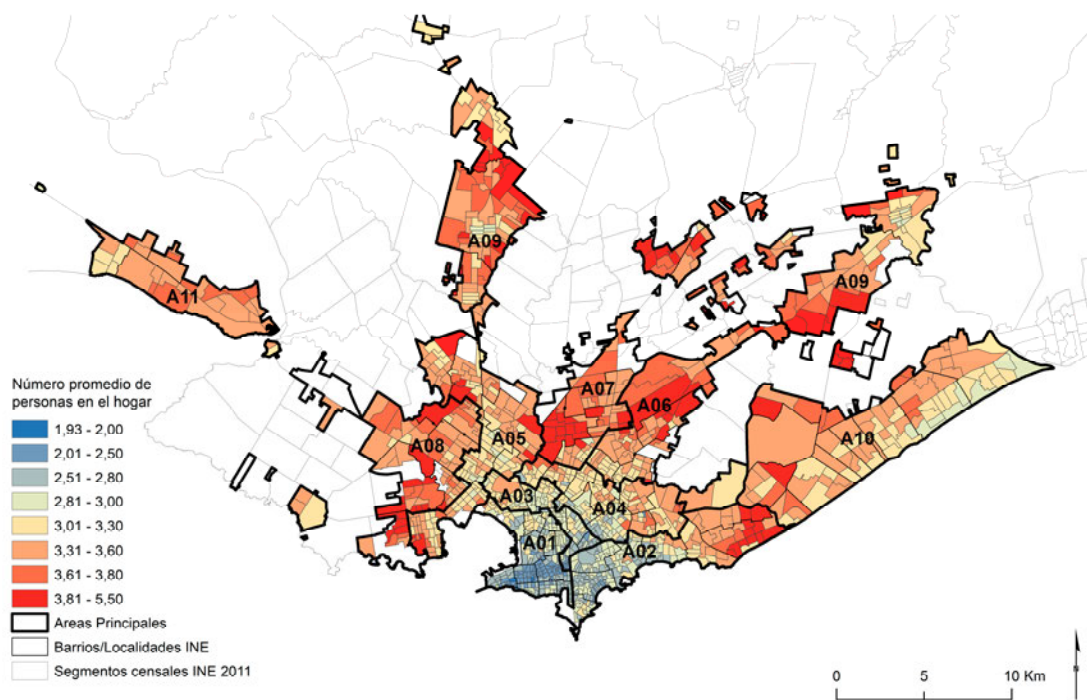 A09
A11
A09
A07
A06
A08
A05
A10
A03
A04
A01
A02
Número promedio de
personas en el hogar
1,93 - 2,00
2,01 - 2,50
2,51 - 2,80
2,81 - 3,00
3,01 - 3,30
3,31 - 3,60
3,61 - 3,80
3,81 - 5,50
Areas Principales
Barrios/Localidades INE
Segmentos censales INE 2011
0 5 10 Km
N